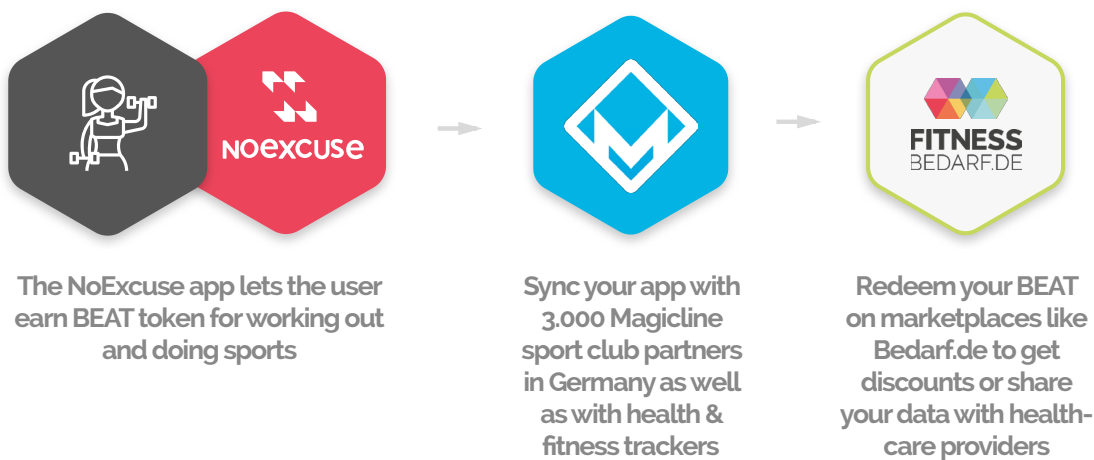 NOEXCUSE
FITNESS
BEDARF.DE
The NoExcuse app lets the user
earn BEAT token for working out
and doing sports
Sync your app with
3.000 Magicline
sport club partners
in Germany as well
as with health &
fitness trackers
Redeem your BEAT
on marketplaces like
Bedarf.de to get
discounts or share
your data with health-
care providers